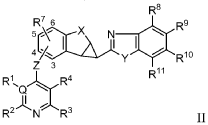 R7 6 X R8
5 N R9
4 3 Y R10
Z R11
R1 Q R4
R2 N R3 II